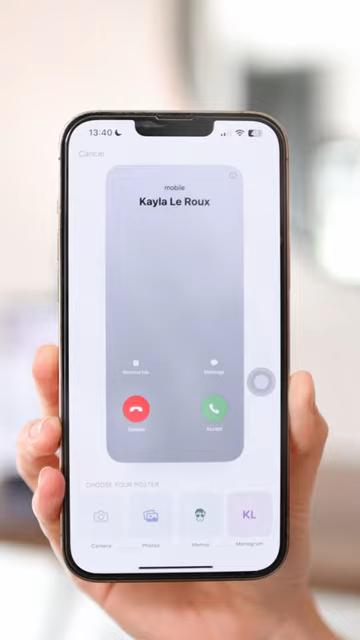 13:40
Cancel
mobile
Kayla Le Roux
Remind Me
Message
Decline
Accept
CHOOSE YOUR POSTER
KL
Camera
Photos
Memoji
Monogram